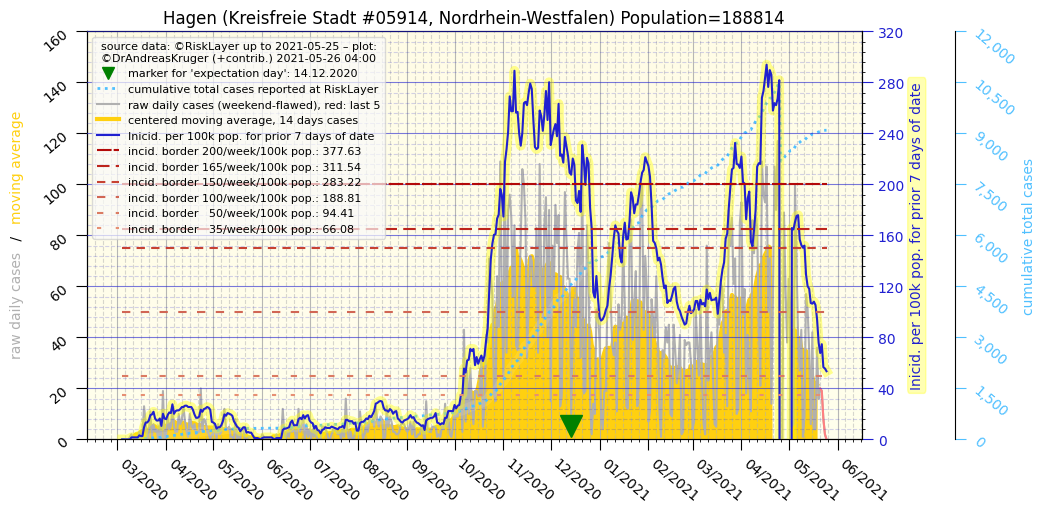 Hagen (Kreisfreie Stadt #05914, Nordrhein-Westfalen) Population=188814
source data: ©RiskLayer up to 2021-05-25 – plot:
©DrAndreasKruger (+contrib.) 2021-05-26 04:00
marker for 'expectation day': 14.12.2020
cumulative total cases reported at RiskLayer
raw daily cases (weekend-flawed), red: last 5
centered moving average, 14 days cases
Inicid. per 100k pop. for prior 7 days of date
incid. border 200/week/100k pop.: 377.63
incid. border 165/week/100k pop.: 311.54
incid. border 150/week/100k pop.: 283.22
incid. border 100/week/100k pop.: 188.81
incid. border   50/week/100k pop.: 94.41
incid. border   35/week/100k pop.: 66.08
raw daily cases / moving average
160
140
120
100
80
60
40
20
0
320
280
240
200
160
120
80
40
0
Inicid. per 100k pop. for prior 7 days of date
12,000
10,500
9,000
7,500
6,000
4,500
3,000
1,500
0
cumulative total cases
03/2020
04/2020
05/2020
06/2020
07/2020
08/2020
09/2020
10/2020
11/2020
12/2020
01/2021
02/2021
03/2021
04/2021
05/2021
06/2021